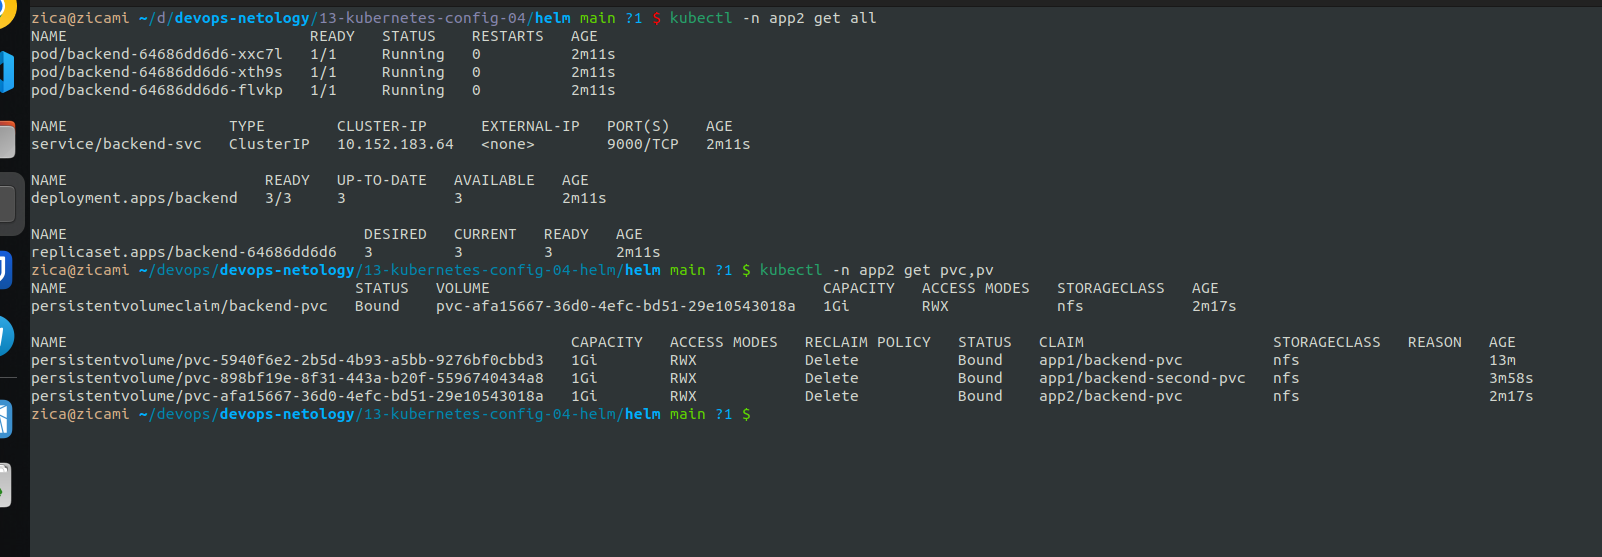 zica@zicami ~/d/devops-netology/13-kubernetes-config-04/helm main ?1 $ kubectl -n app2 get all
NAME READY STATUS RESTARTS AGE
pod/backend-64686dd6d6-xxc7l 1/1 Running 0 2m11s
pod/backend-64686dd6d6-xth9s 1/1 Running 0 2m11s
pod/backend-64686dd6d6-flvkp 1/1 Running 0 2m11s
NAME TYPE CLUSTER-IP EXTERNAL-IP PORT(S) AGE
service/backend-svc ClusterIP 10.152.183.64 <none> 9000/TCP 2m11s
NAME READY UP-TO-DATE AVAILABLE AGE
deployment.apps/backend 3/3 3 3 2m11s
NAME DESIRED CURRENT READY AGE
replicaset.apps/backend-64686dd6d6 3 3 3 2m11s
zica@zicami ~/devops/devops-netology/13-kubernetes-config-04-helm/helm main ?1 $ kubectl -n app2 get pvc,pv
NAME STATUS VOLUME CAPACITY ACCESS MODES STORAGECLASS AGE
persistentvolumeclaim/backend-pvc Bound pvc-afa15667-36d0-4efc-bd51-29e10543018a 1Gi RWX nfs 2m17s
NAME CAPACITY ACCESS MODES RECLAIM POLICY STATUS CLAIM STORAGECLASS REASON AGE
persistentvolume/pvc-5940f6e2-2b5d-4b93-a5bb-9276bf0cbbd3 1Gi RWX Delete Bound app1/backend-pvc nfs 13m
persistentvolume/pvc-898bf19e-8f31-443a-b20f-5596740434a8 1Gi RWX Delete Bound app1/backend-second-pvc nfs 3m58s
persistentvolume/pvc-afa15667-36d0-4efc-bd51-29e10543018a 1Gi RWX Delete Bound app2/backend-pvc nfs 2m17s
zica@zicami ~/devops/devops-netology/13-kubernetes-config-04-helm/helm main ?1 $